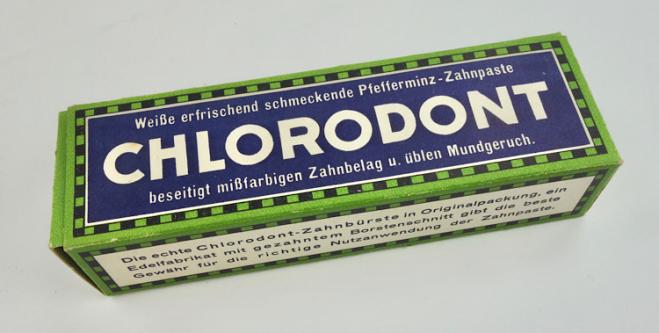 Weiße erfrischend schmeckende Pfefferminz-Zahnpaste
CHLORODONT
beseitigt mißfarbigen Zahnbelag u. üblen Mundgeruch.
Die echte Chlorodont-Zahnbürste in Originalpackung, ein
Edelfabrikat mit gezahntem Borstenschnitt gibt die beste
Gewähr für die richtige Nutzanwendung der Zahnpaste.